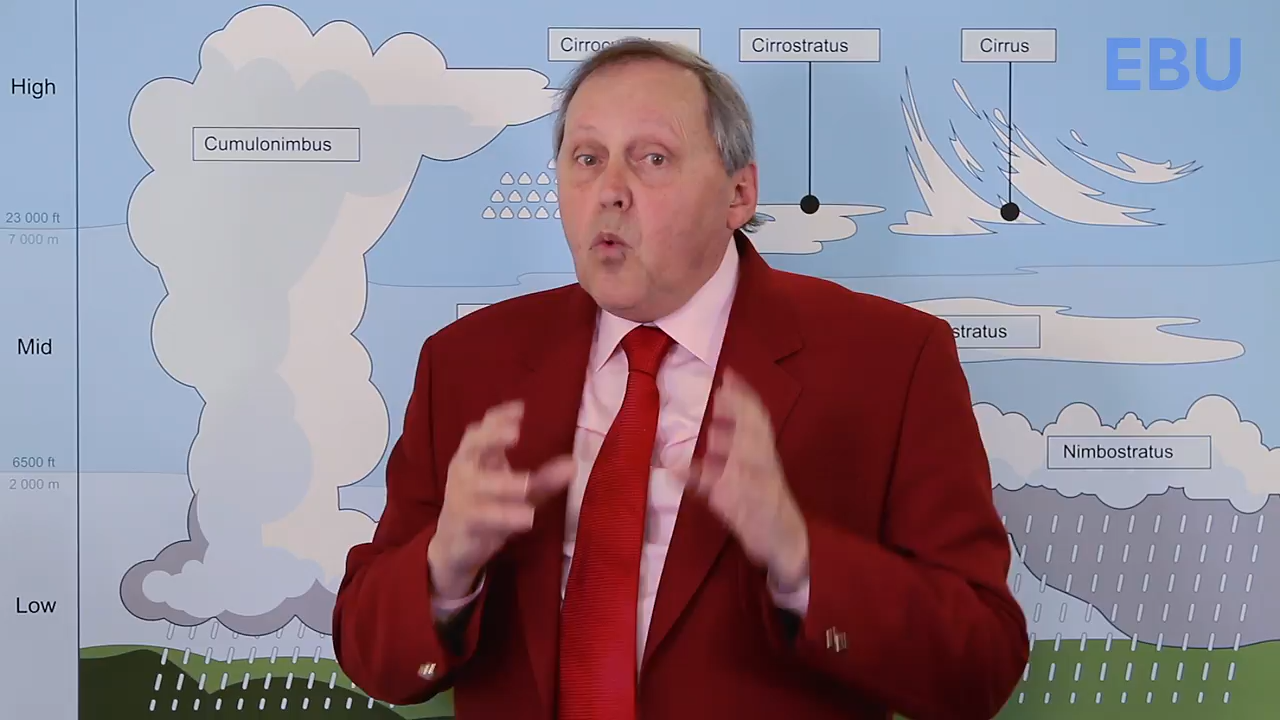 High
Cirrostratus
Cirrus
EBU
Cumulonimbus
23 000 ft
7 000 m
Mid
6500 ft
2 000 m
Nimbostratus
Low